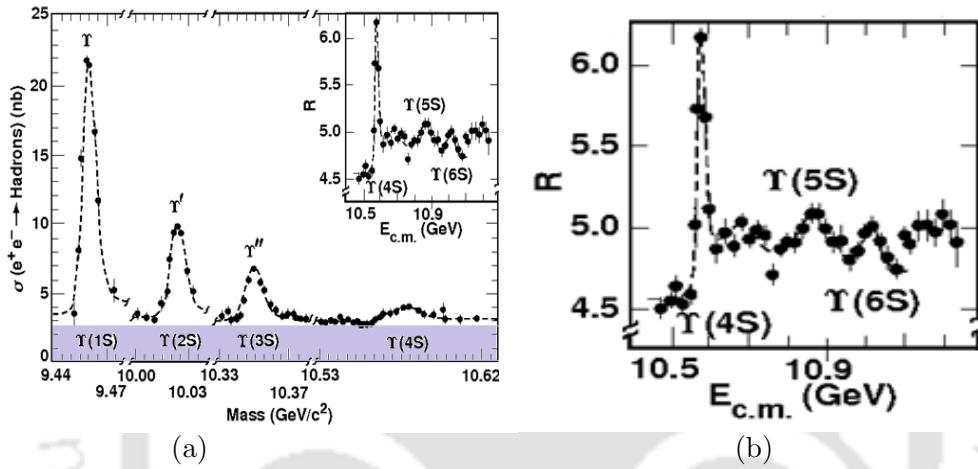 σ (e⁺e⁻ → Hadrons) (nb)
25
20
15
10
5
0
ϒ
ϒ′
ϒ″
ϒ(1S)
ϒ(2S)
ϒ(3S)
ϒ(4S)
9.44
9.47
10.00
10.03
10.33
10.37
10.53
10.62
Mass (GeV/c²)
R
6.0
5.5
5.0
4.5
ϒ(5S)
ϒ(4S)
ϒ(6S)
10.5
10.9
E_c.m. (GeV)
(a)
R
6.0
5.5
5.0
4.5
ϒ(5S)
ϒ(6S)
ϒ(4S)
10.5
10.9
E_c.m. (GeV)
(b)